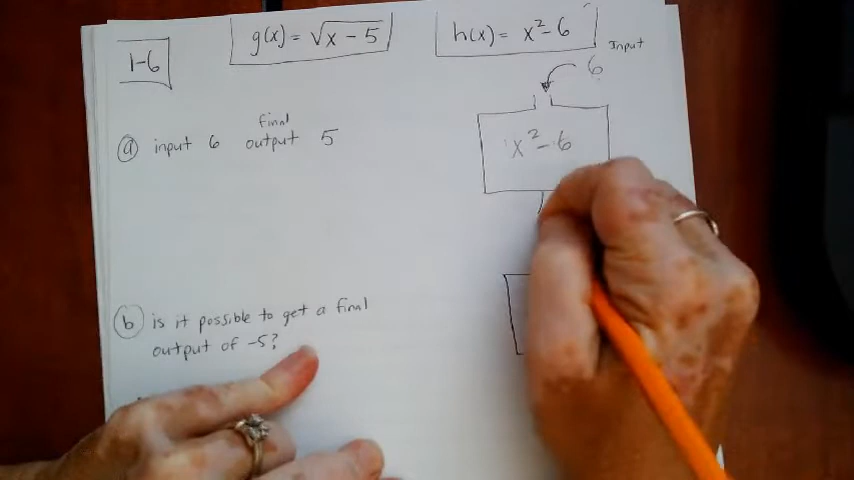 1-6
g(x) = √x - 5
h(x) = x² - 6
Input
6
ⓐ input 6 final output 5
x² - 6
ⓑ is it possible to get a final
output of -5?